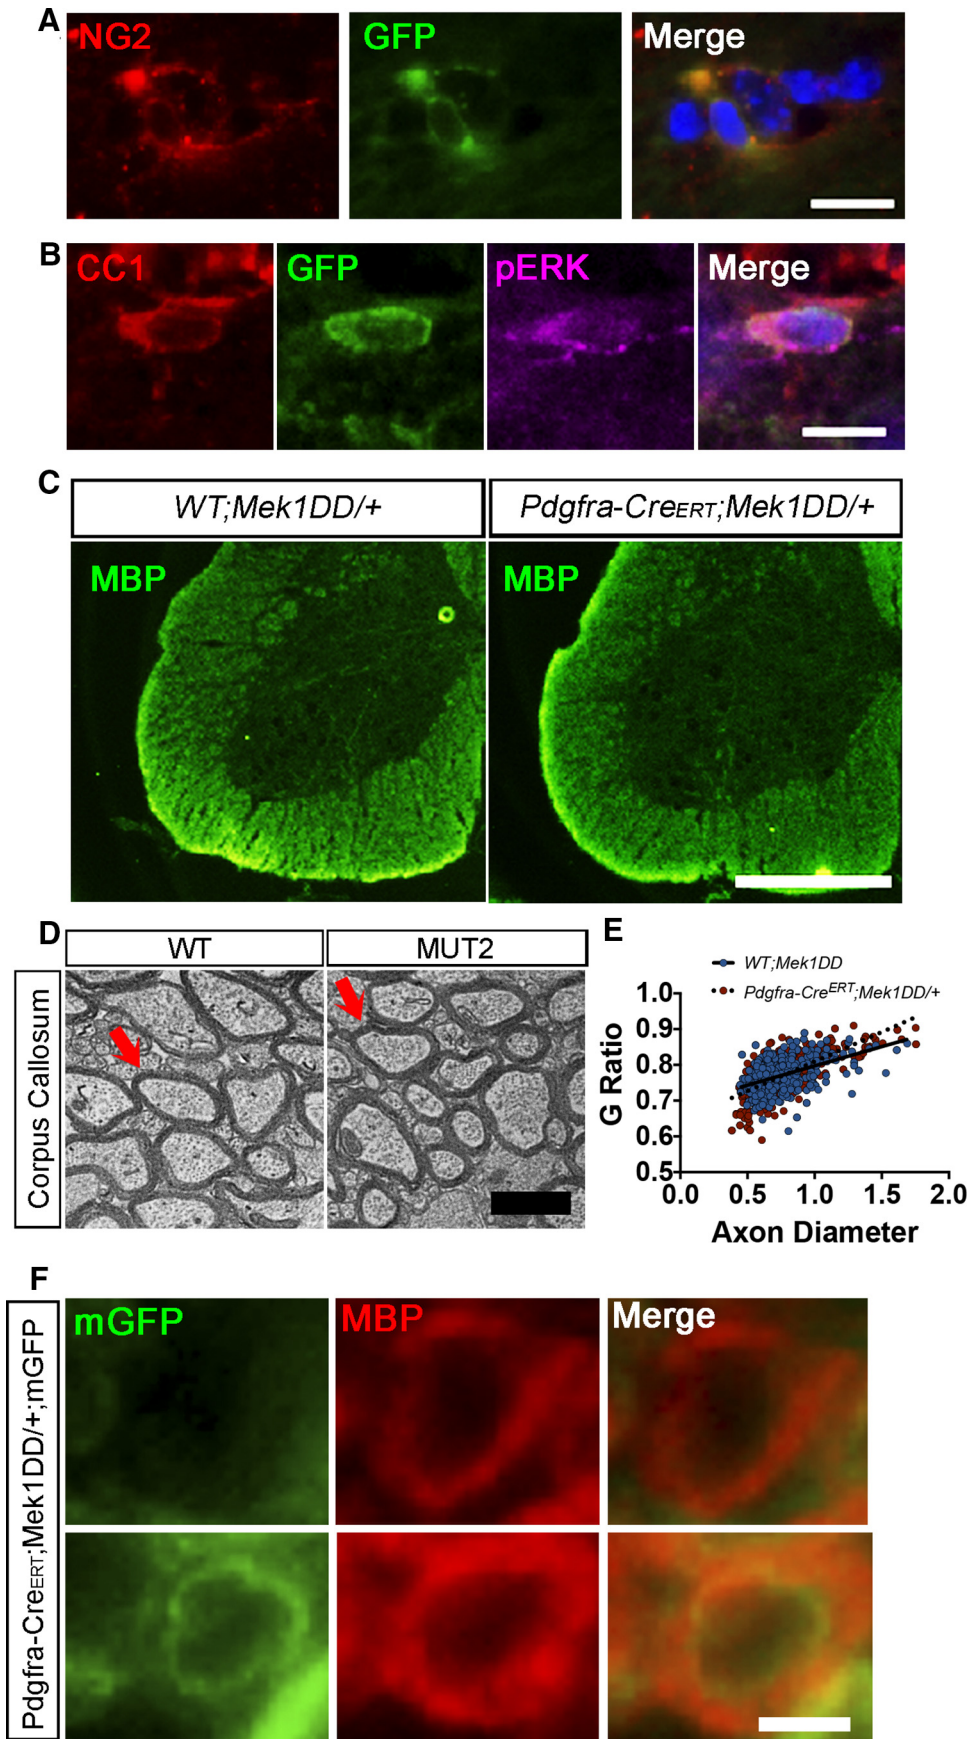 A
NG2
GFP
Merge
B
CC1
GFP
pERK
Merge
C
WT;Mek1DD/+
Pdgfra-CreERT;Mek1DD/+
MBP
MBP
D
WT
MUT2
Corpus Callosum
E
WT;Mek1DD
Pdgfra-CreERT;Mek1DD/+
1.0
0.9
0.8
0.7
0.6
0.5
G Ratio
0.0 0.5 1.0 1.5 2.0
Axon Diameter
F
Pdgfra-CreERT;Mek1DD/+;mGFP
mGFP
MBP
Merge